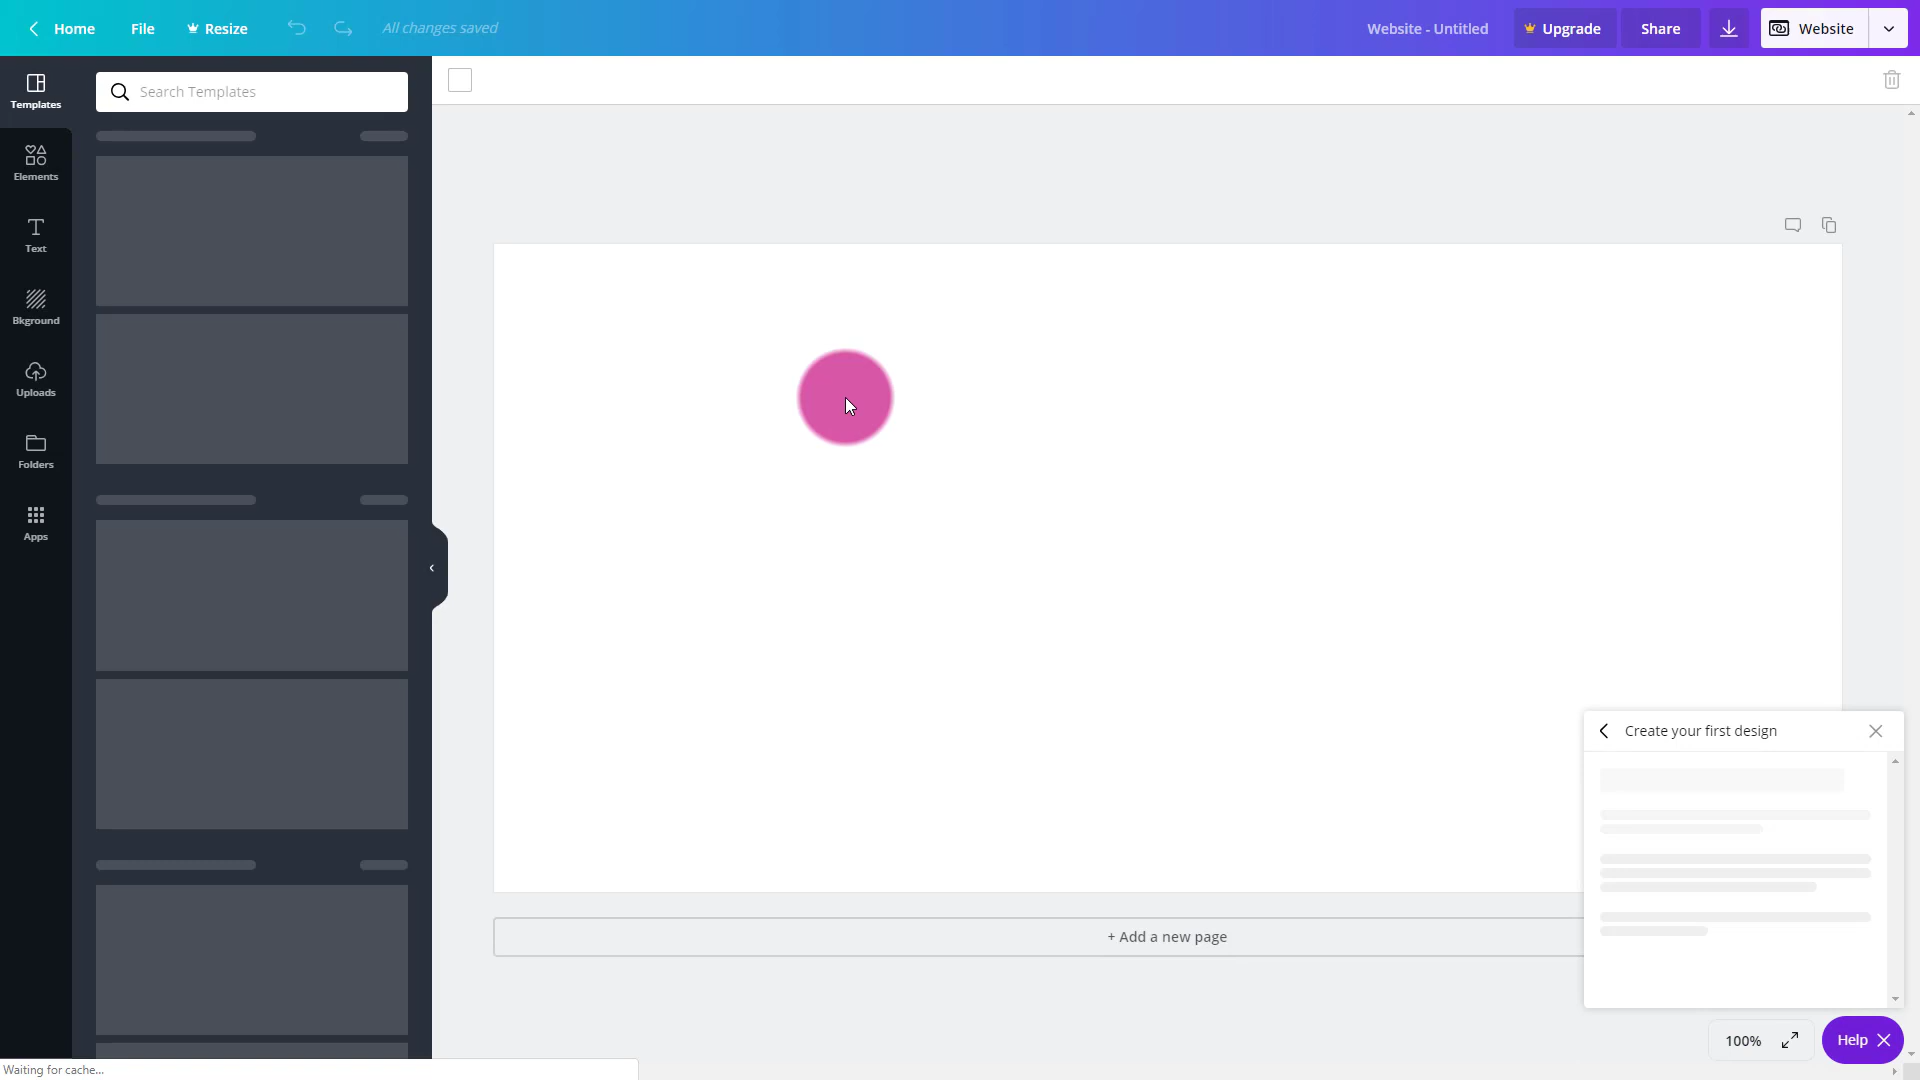 Home
File
Resize
All changes saved
Website - Untitled
Upgrade
Share
Website
Templates
Search Templates
Elements
Text
Bkground
Uploads
Folders
Apps
Create your first design
+ Add a new page
100%
Help
Waiting for cache...